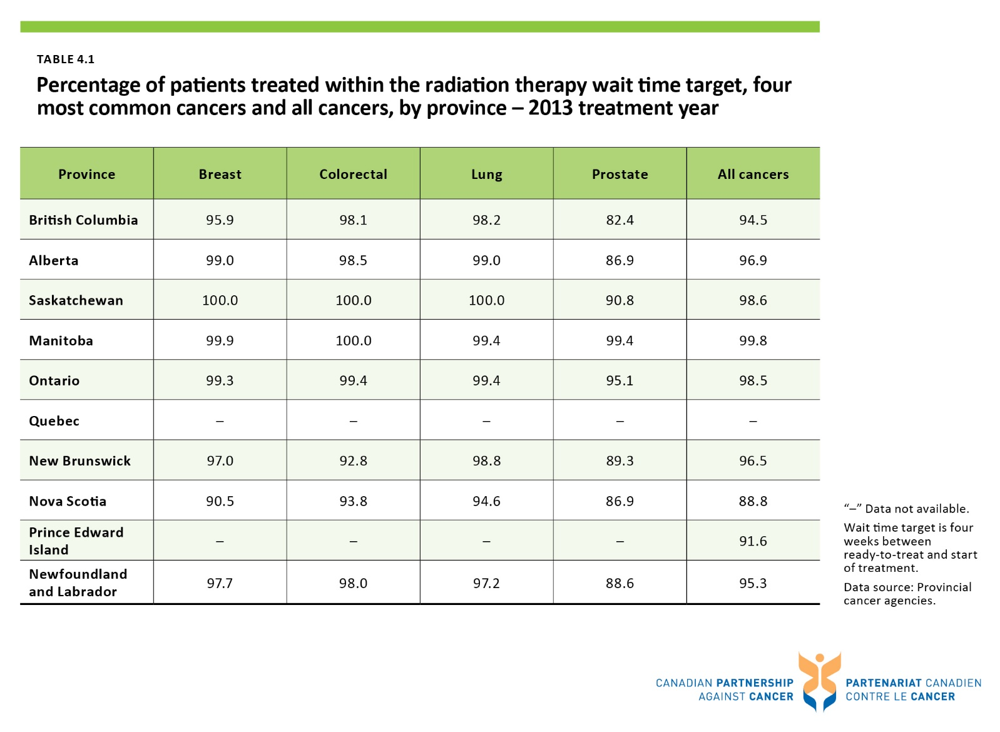 TABLE 4.1
Percentage of patients treated within the radiation therapy wait time target, four
most common cancers and all cancers, by province – 2013 treatment year
Province Breast Colorectal Lung Prostate All cancers
British Columbia 95.9 98.1 98.2 82.4 94.5
Alberta 99.0 98.5 99.0 86.9 96.9
Saskatchewan 100.0 100.0 100.0 90.8 98.6
Manitoba 99.9 100.0 99.4 99.4 99.8
Ontario 99.3 99.4 99.4 95.1 98.5
Quebec – – – – –
New Brunswick 97.0 92.8 98.8 89.3 96.5
Nova Scotia 90.5 93.8 94.6 86.9 88.8
Prince Edward
Island – – – – 91.6
Newfoundland
and Labrador 97.7 98.0 97.2 88.6 95.3
“–” Data not available.
Wait time target is four
weeks between
ready-to-treat and start
of treatment.
Data source: Provincial
cancer agencies.
CANADIAN PARTNERSHIP
AGAINST CANCER
PARTENARIAT CANADIEN
CONTRE LE CANCER